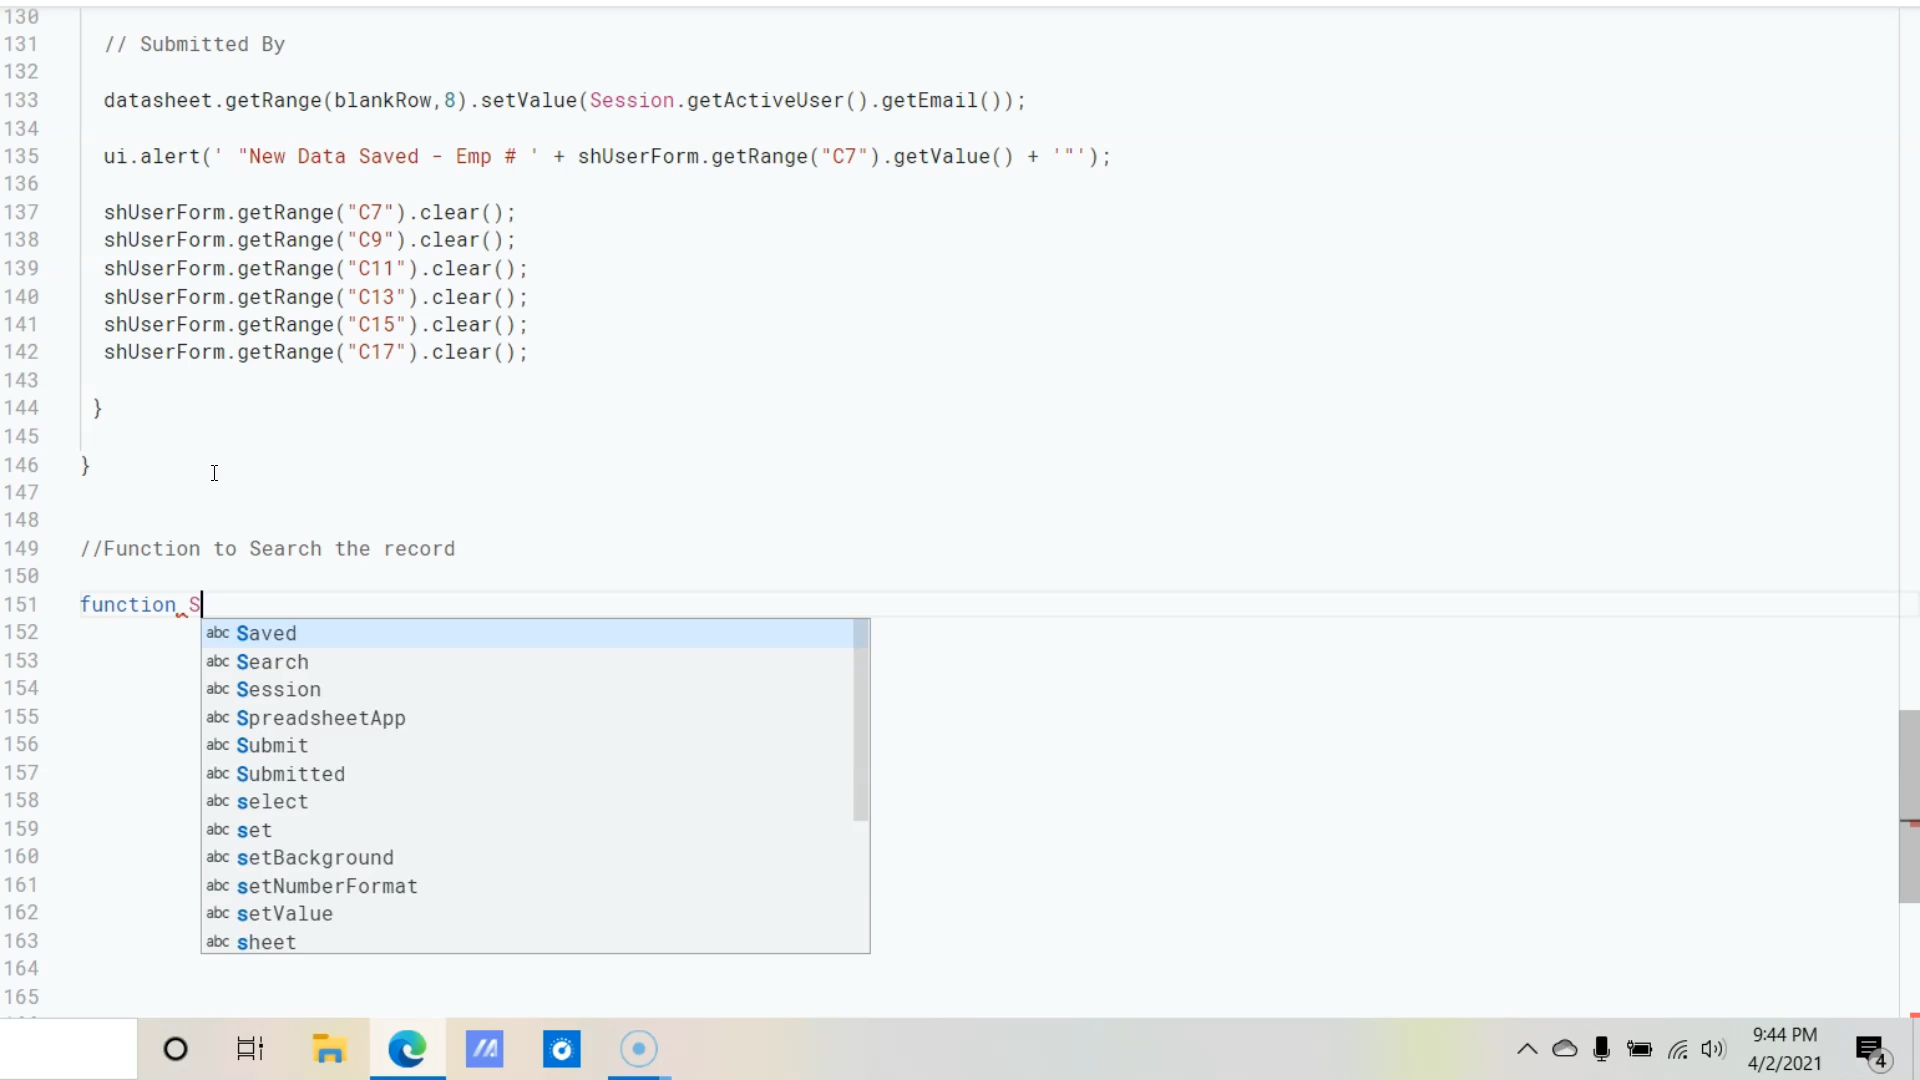 130
131 // Submitted By
132
133 datasheet.getRange(blankRow,8).setValue(Session.getActiveUser().getEmail());
134
135 ui.alert(' "New Data Saved - Emp # ' + shUserForm.getRange("C7").getValue() + '"');
136
137 shUserForm.getRange("C7").clear();
138 shUserForm.getRange("C9").clear();
139 shUserForm.getRange("C11").clear();
140 shUserForm.getRange("C13").clear();
141 shUserForm.getRange("C15").clear();
142 shUserForm.getRange("C17").clear();
143
144 }
145
146 }
147
148
149 //Function to Search the record
150
151 function S
152 abc Saved
153 abc Search
154 abc Session
155 abc SpreadsheetApp
156 abc Submit
157 abc Submitted
158 abc select
159 abc set
160 abc setBackground
161 abc setNumberFormat
162 abc setValue
163 abc sheet
164
165
9:44 PM
4/2/2021
4